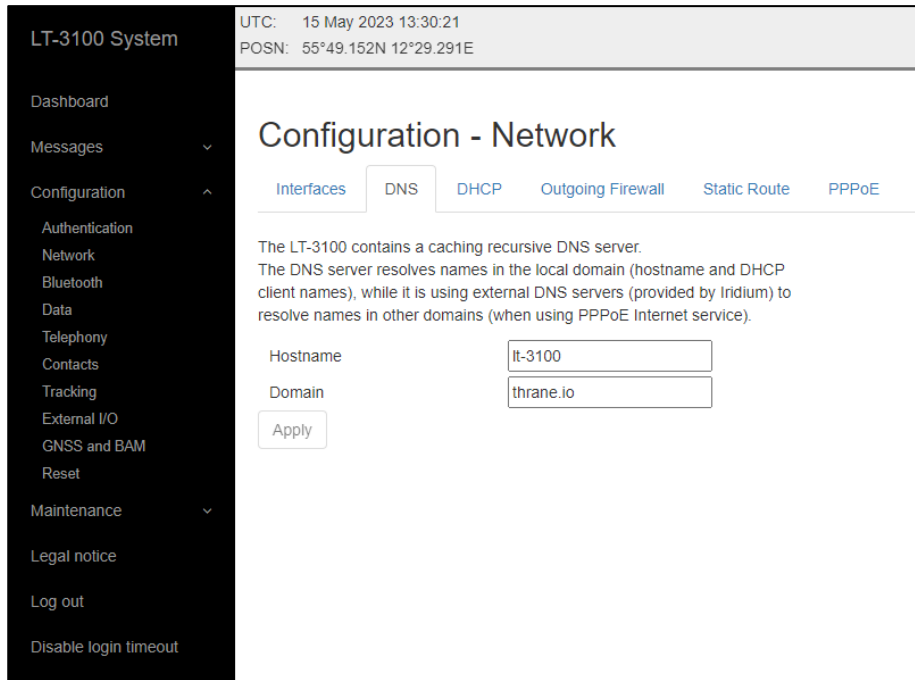 LT-3100 System
Dashboard
Messages
Configuration
Authentication
Network
Bluetooth
Data
Telephony
Contacts
Tracking
External I/O
GNSS and BAM
Reset
Maintenance
Legal notice
Log out
Disable login timeout
UTC: 15 May 2023 13:30:21
POSN: 55°49.152N 12°29.291E
Configuration - Network
Interfaces DNS DHCP Outgoing Firewall Static Route PPPoE
The LT-3100 contains a caching recursive DNS server.
The DNS server resolves names in the local domain (hostname and DHCP
client names), while it is using external DNS servers (provided by Iridium) to
resolve names in other domains (when using PPPoE Internet service).
Hostname lt-3100
Domain thrane.io
Apply